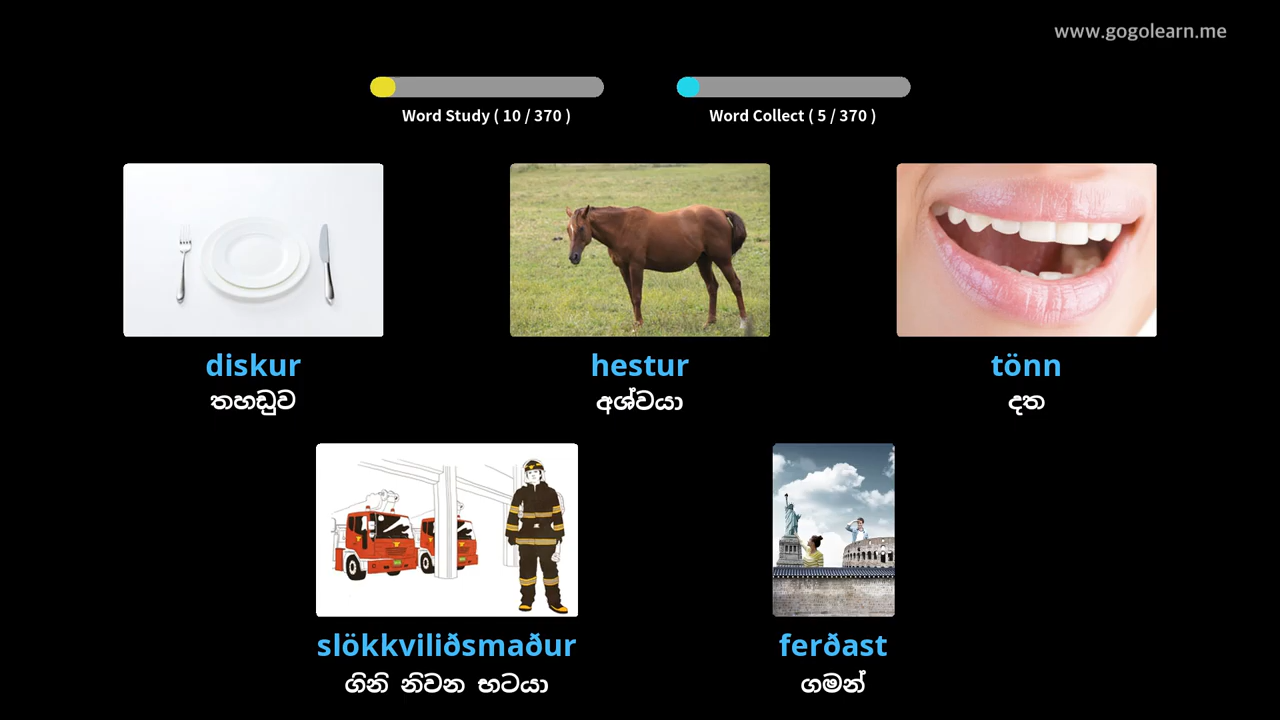 www.gogolearn.me
Word Study ( 10 / 370 )
Word Collect ( 5 / 370 )
diskur
තහඩුව
hestur
අශ්වයා
tönn
දත
slökkviliðsmaður
ගිනි නිවන භටයා
ferðast
ගමන්